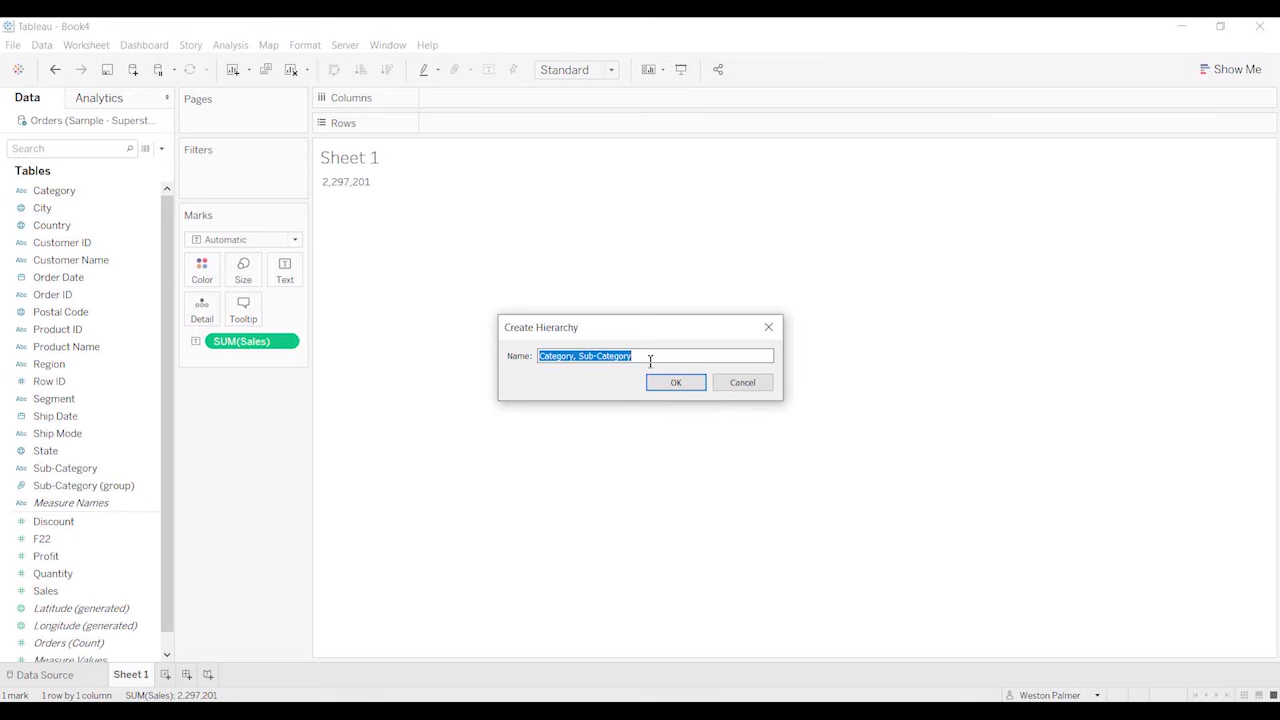 Tableau - Book4
File Data Worksheet Dashboard Story Analysis Map Format Server Window Help
Standard
Show Me
Data Analytics
Orders (Sample - Superst...
Search
Tables
Category
City
Country
Customer ID
Customer Name
Order Date
Order ID
Postal Code
Product ID
Product Name
Region
Row ID
Segment
Ship Date
Ship Mode
State
Sub-Category
Sub-Category (group)
Measure Names
Discount
F22
Profit
Quantity
Sales
Latitude (generated)
Longitude (generated)
Orders (Count)
Measure Values
Pages
Filters
Marks
Automatic
Color Size Text
Detail Tooltip
SUM(Sales)
Columns
Rows
Sheet 1
2,297,201
Create Hierarchy
Name: Category, Sub-Category
OK Cancel
Data Source Sheet 1
1 mark 1 row by 1 column SUM(Sales): 2,297,201 Weston Palmer